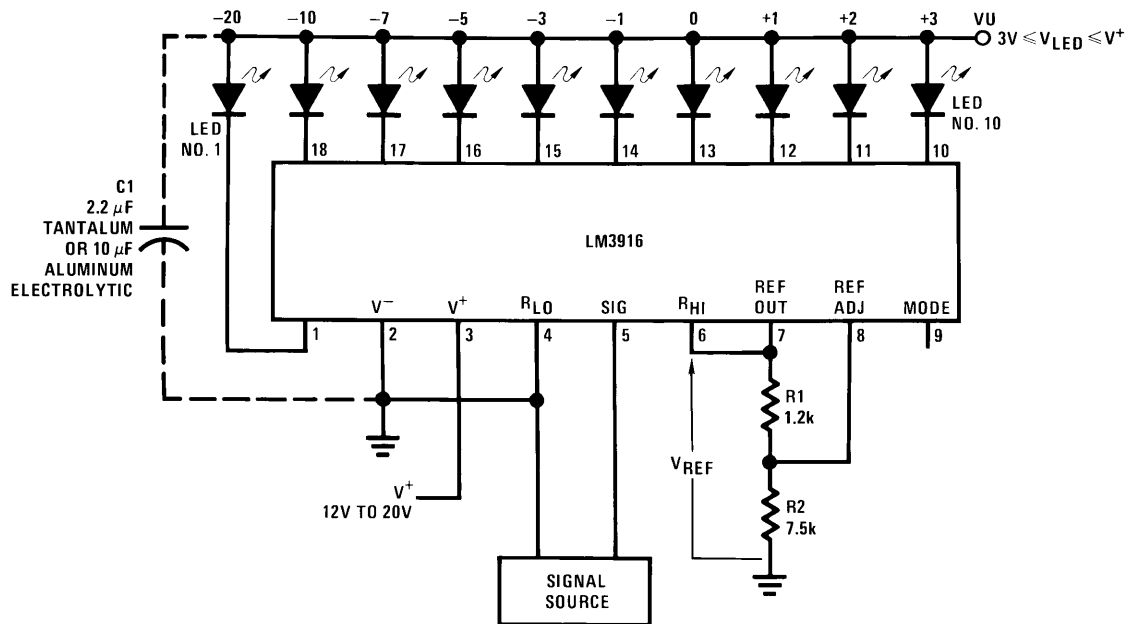 −20 −10 −7 −5 −3 −1 0 +1 +2 +3 VU
3V ≤ VLED ≤ V+
LED
NO. 1
LED
NO. 10
18 17 16 15 14 13 12 11 10
C1
2.2 μF
TANTALUM
OR 10 μF
ALUMINUM
ELECTROLYTIC
LM3916
V− V+ RLO SIG RHI REF OUT REF ADJ MODE
1 2 3 4 5 6 7 8 9
R1
1.2k
VREF
R2
7.5k
V+
12V TO 20V
SIGNAL
SOURCE